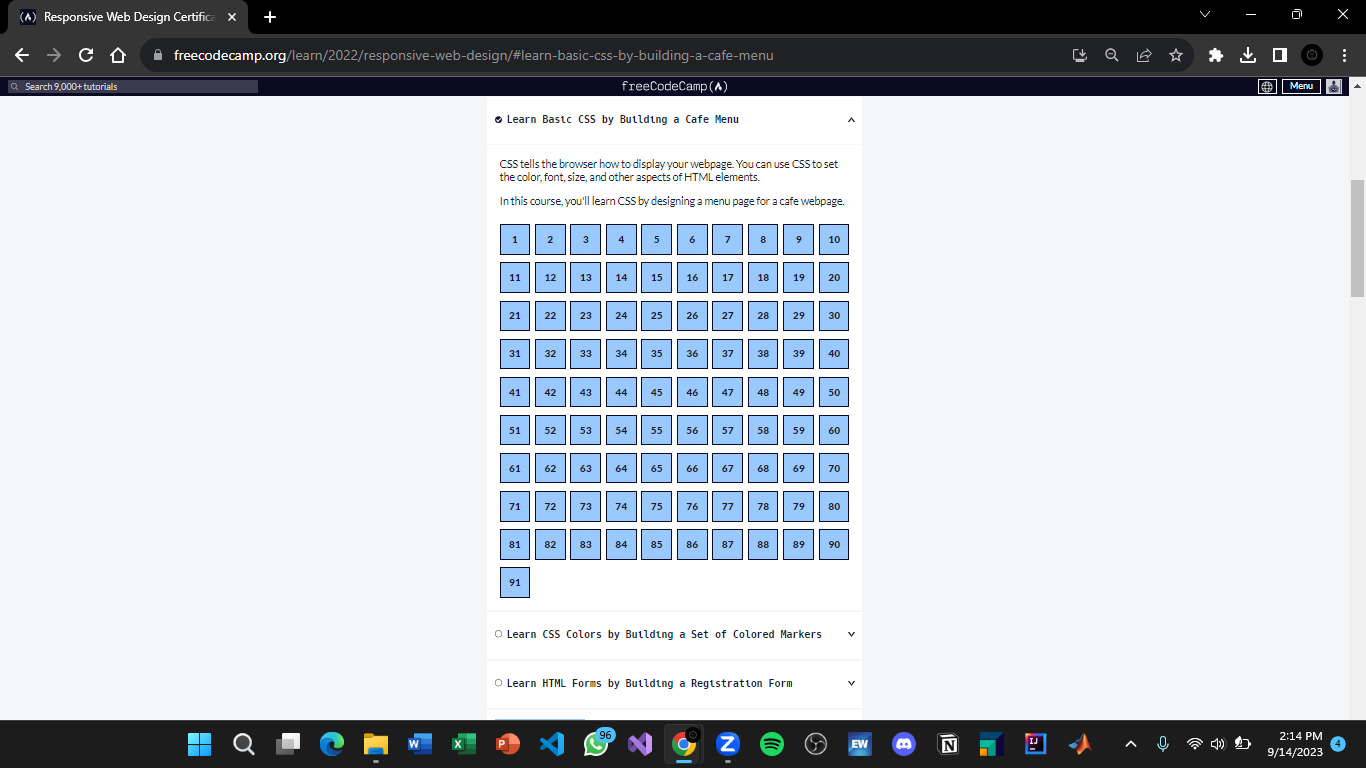 Responsive Web Design Certifica
freecodecamp.org/learn/2022/responsive-web-design/#learn-basic-css-by-building-a-cafe-menu
Search 9,000+ tutorials
freeCodeCamp
Menu
Learn Basic CSS by Building a Cafe Menu
CSS tells the browser how to display your webpage. You can use CSS to set
the color, font, size, and other aspects of HTML elements.
In this course, you'll learn CSS by designing a menu page for a cafe webpage.
1 2 3 4 5 6 7 8 9 10
11 12 13 14 15 16 17 18 19 20
21 22 23 24 25 26 27 28 29 30
31 32 33 34 35 36 37 38 39 40
41 42 43 44 45 46 47 48 49 50
51 52 53 54 55 56 57 58 59 60
61 62 63 64 65 66 67 68 69 70
71 72 73 74 75 76 77 78 79 80
81 82 83 84 85 86 87 88 89 90
91
Learn CSS Colors by Building a Set of Colored Markers
Learn HTML Forms by Building a Registration Form
96
EW
2:14 PM
9/14/2023
4